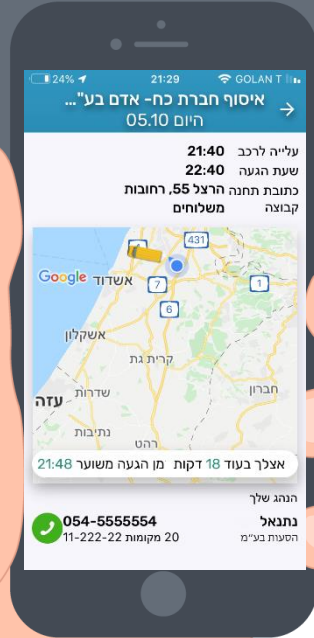 24% 21:29 GOLAN T
איסוף חברת כח- אדם בע"...
היום 05.10
עלייה לרכב 21:40
שעת הגעה 22:40
כתובת תחנה הרצל 55, רחובות
קבוצה משלוחים
431
Google אשדוד 7 1
6
אשקלון
קרית גת
חברון
שדרות
עזה
נתיבות
רהט
אצלך בעוד 18 דקות זמן הגעה משוער 21:48
הנהג שלך
נתנאל 054-5555554
הסעות בע״מ 20 מקומות 11-222-22